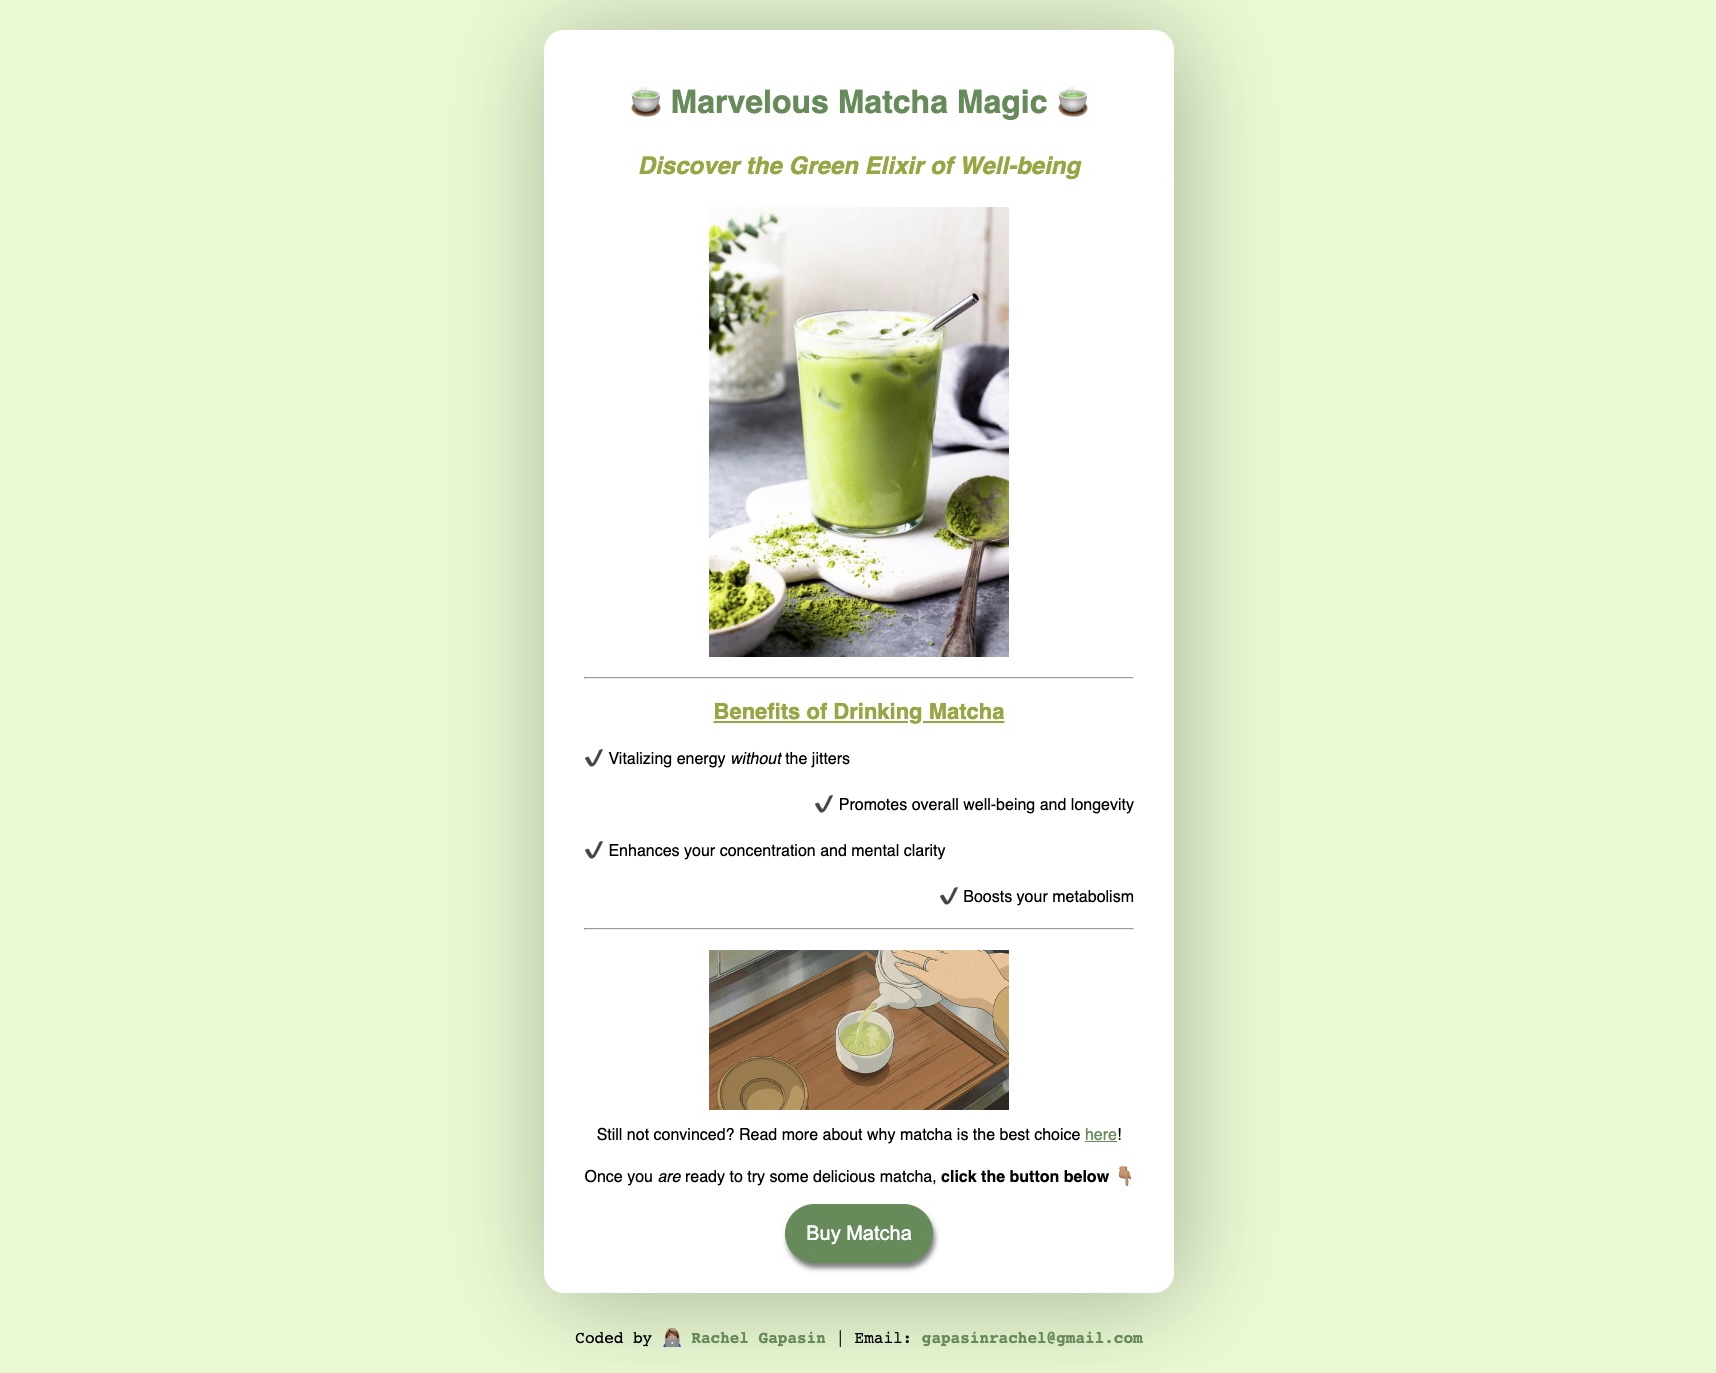 🍵 Marvelous Matcha Magic 🍵
Discover the Green Elixir of Well-being
Benefits of Drinking Matcha
✔️ Vitalizing energy without the jitters
✔️ Promotes overall well-being and longevity
✔️ Enhances your concentration and mental clarity
✔️ Boosts your metabolism
Still not convinced? Read more about why matcha is the best choice here!
Once you are ready to try some delicious matcha, click the button below 👇🏽
Buy Matcha
Coded by 👩🏽‍💻 Rachel Gapasin | Email: gapasinrachel@gmail.com